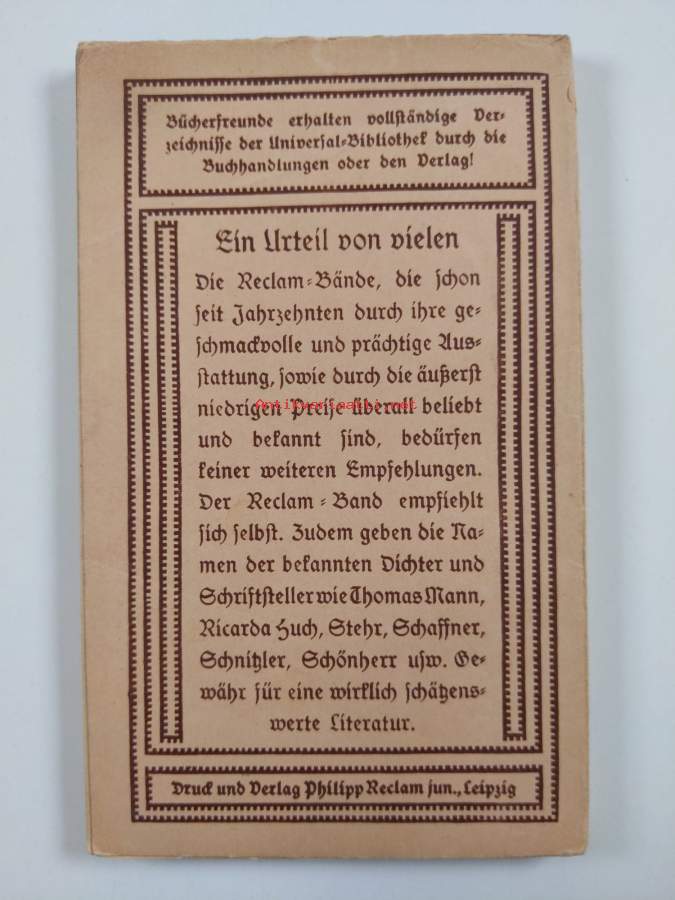 Bücherfreunde erhalten vollständige Ver-
zeichnisse der Universal-Bibliothek durch die
Buchhandlungen oder den Verlag!
Ein Urteil von vielen
Die Reclam-Bände, die schon
seit Jahrzehnten durch ihre ge-
schmackvolle und prächtige Aus-
stattung, sowie durch die äußerst
niedrigen Preise überall beliebt
Antikvariaatti.net
und bekannt sind, bedürfen
keiner weiteren Empfehlungen.
Der Reclam-Band empfiehlt
sich selbst. Zudem geben die Na-
men der bekannten Dichter und
Schriftsteller wie Thomas Mann,
Ricarda Huch, Stehr, Schaffner,
Schnitzler, Schönherr usw. Ge-
währ für eine wirklich schätzens-
werte Literatur.
Druck und Verlag Philipp Reclam jun., Leipzig